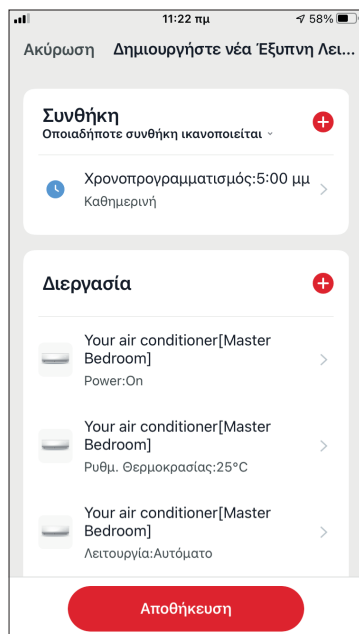 11:22 πμ
58%
Ακύρωση Δημιουργήστε νέα Έξυπνη Λει...
Συνθήκη
Οποιαδήποτε συνθήκη ικανοποιείται
Χρονοπρογραμματισμός:5:00 μμ
Καθημερινή
Διεργασία
Your air conditioner[Master
Bedroom]
Power:On
Your air conditioner[Master
Bedroom]
Ρυθμ. Θερμοκρασίας:25°C
Your air conditioner[Master
Bedroom]
Λειτουργία:Αυτόματο
Αποθήκευση